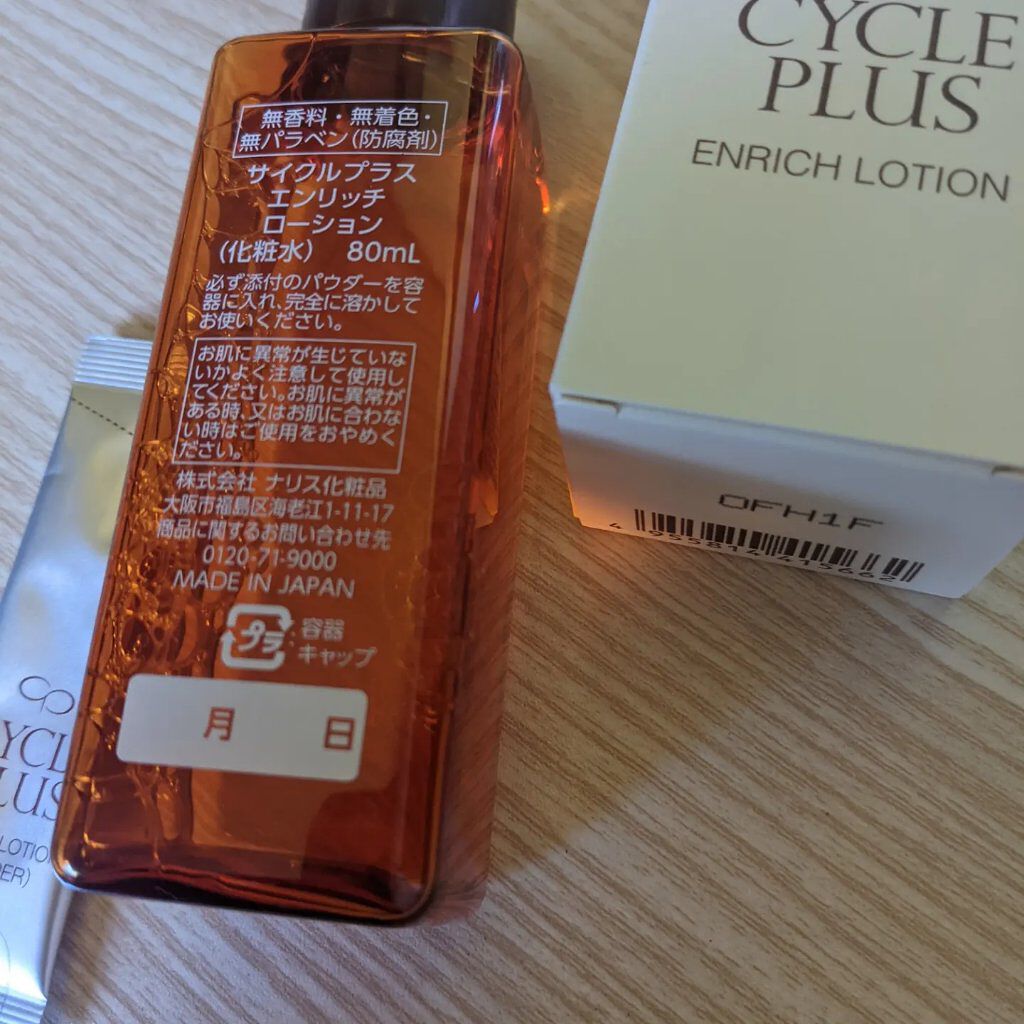 無香料・無着色・
無パラベン(防腐剤)
サイクルプラス
エンリッチ
ローション
(化粧水) 80mL
必ず添付のパウダーを容
器に入れ、完全に溶かして
お使いください。
お肌に異常が生じていな
いかよく注意して使用し
てください。お肌に異常が
ある時、又はお肌に合わな
い時はご使用をおやめく
ださい。
株式会社 ナリス化粧品
大阪市福島区海老江1-11-17
商品に関するお問い合わせ先
0120-71-9000
MADE IN JAPAN
プラ
:容器
キャップ
月 日
CYCLE
PLUS
ENRICH LOTION
OFH1F
4 955814 415662
YCL
LUS
LOTIO
DER)